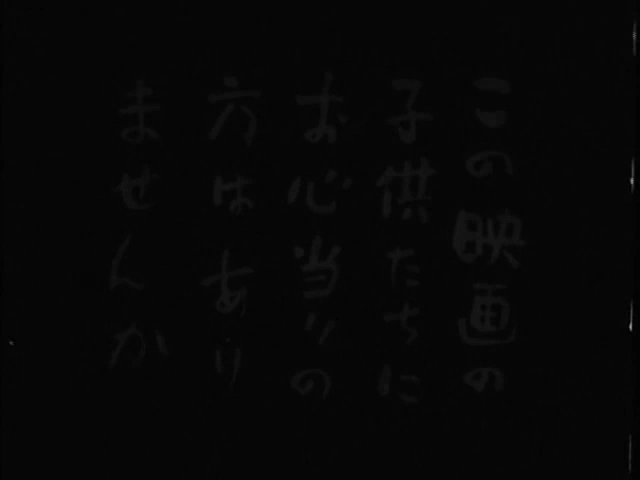 この映画の
子供たちに
お心当りの
方はあり
ませんか